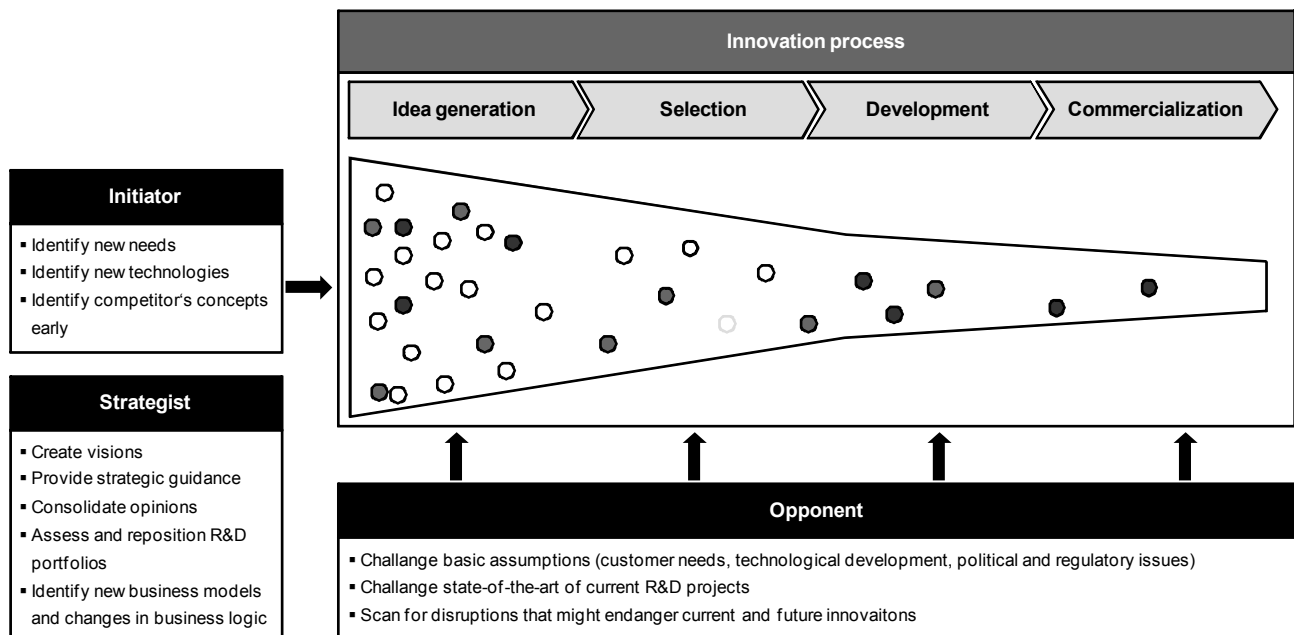 Innovation process
Idea generation
Selection
Development
Commercialization
Initiator
▪ Identify new needs
▪ Identify new technologies
▪ Identify competitor‘s concepts
early
Strategist
▪ Create visions
▪ Provide strategic guidance
▪ Consolidate opinions
▪ Assess and reposition R&D
portfolios
▪ Identify new business models
and changes in business logic
Opponent
▪ Challange basic assumptions (customer needs, technological development, political and regulatory issues)
▪ Challange state-of-the-art of current R&D projects
▪ Scan for disruptions that might endanger current and future innovaitons